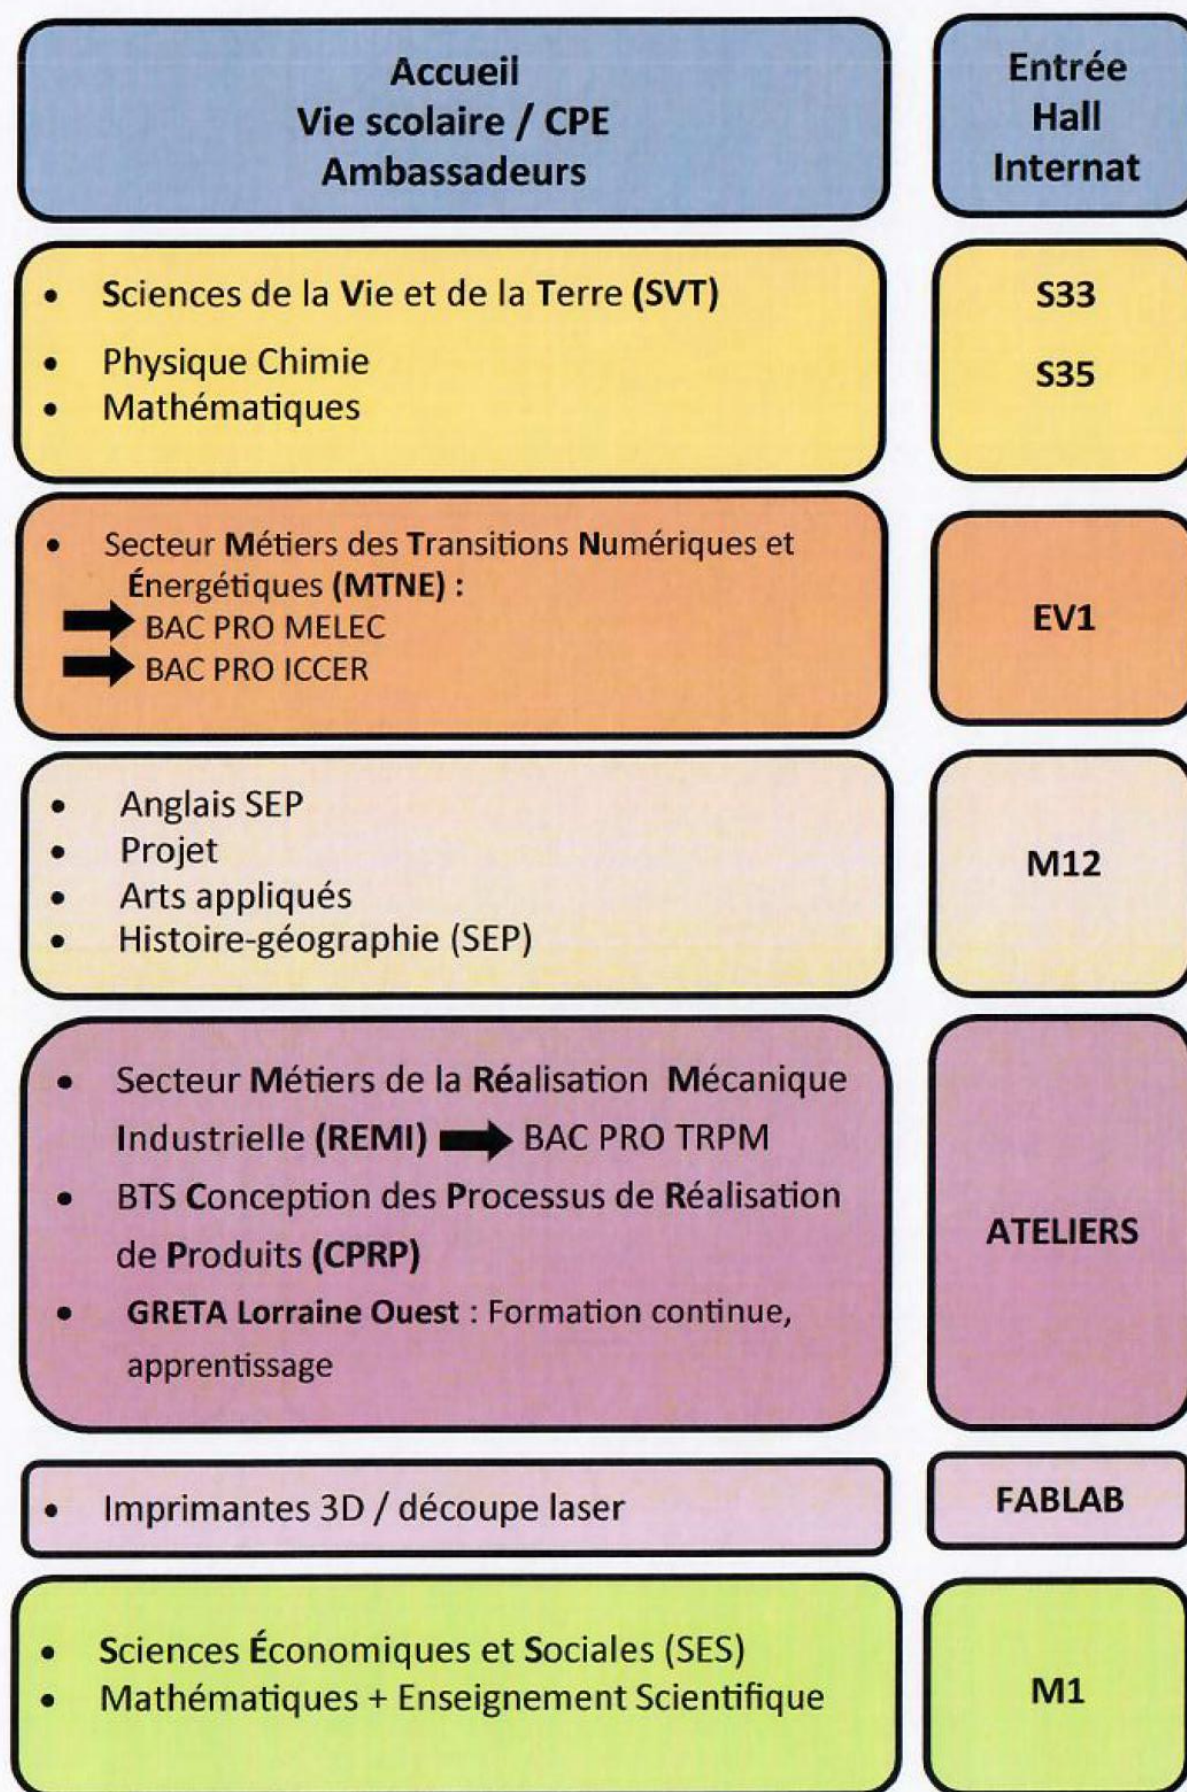 Accueil
Vie scolaire / CPE
Ambassadeurs
Entrée
Hall
Internat
• Sciences de la Vie et de la Terre (SVT)
• Physique Chimie
• Mathématiques
S33
S35
• Secteur Métiers des Transitions Numériques et
Énergétiques (MTNE) :
BAC PRO MELEC
BAC PRO ICCER
EV1
• Anglais SEP
• Projet
• Arts appliqués
• Histoire-géographie (SEP)
M12
• Secteur Métiers de la Réalisation Mécanique
Industrielle (REMI) ➡ BAC PRO TRPM
• BTS Conception des Processus de Réalisation
de Produits (CPRP)
• GRETA Lorraine Ouest : Formation continue,
apprentissage
ATELIERS
• Imprimantes 3D / découpe laser
FABLAB
• Sciences Économiques et Sociales (SES)
• Mathématiques + Enseignement Scientifique
M1